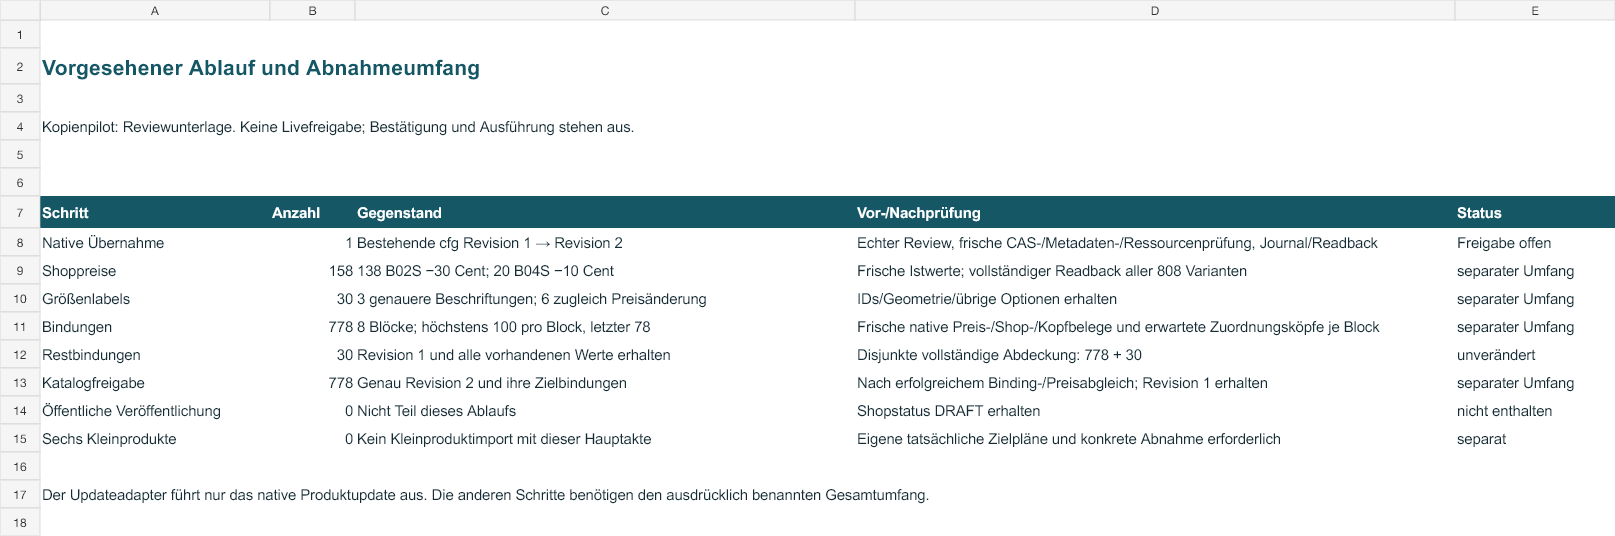 A B C D E
1
2 Vorgesehener Ablauf und Abnahmeumfang
3
4 Kopienpilot: Reviewunterlage. Keine Livefreigabe; Bestätigung und Ausführung stehen aus.
5
6
7 Schritt Anzahl Gegenstand Vor-/Nachprüfung Status
8 Native Übernahme 1 Bestehende cfg Revision 1 → Revision 2 Echter Review, frische CAS-/Metadaten-/Ressourcenprüfung, Journal/Readback Freigabe offen
9 Shoppreise 158 138 B02S −30 Cent; 20 B04S −10 Cent Frische Istwerte; vollständiger Readback aller 808 Varianten separater Umfang
10 Größenlabels 30 3 genauere Beschriftungen; 6 zugleich Preisänderung IDs/Geometrie/übrige Optionen erhalten separater Umfang
11 Bindungen 778 8 Blöcke; höchstens 100 pro Block, letzter 78 Frische native Preis-/Shop-/Kopfbelege und erwartete Zuordnungsköpfe je Block separater Umfang
12 Restbindungen 30 Revision 1 und alle vorhandenen Werte erhalten Disjunkte vollständige Abdeckung: 778 + 30 unverändert
13 Katalogfreigabe 778 Genau Revision 2 und ihre Zielbindungen Nach erfolgreichem Binding-/Preisabgleich; Revision 1 erhalten separater Umfang
14 Öffentliche Veröffentlichung 0 Nicht Teil dieses Ablaufs Shopstatus DRAFT erhalten nicht enthalten
15 Sechs Kleinprodukte 0 Kein Kleinproduktimport mit dieser Hauptakte Eigene tatsächliche Zielpläne und konkrete Abnahme erforderlich separat
16
17 Der Updateadapter führt nur das native Produktupdate aus. Die anderen Schritte benötigen den ausdrücklich benannten Gesamtumfang.
18